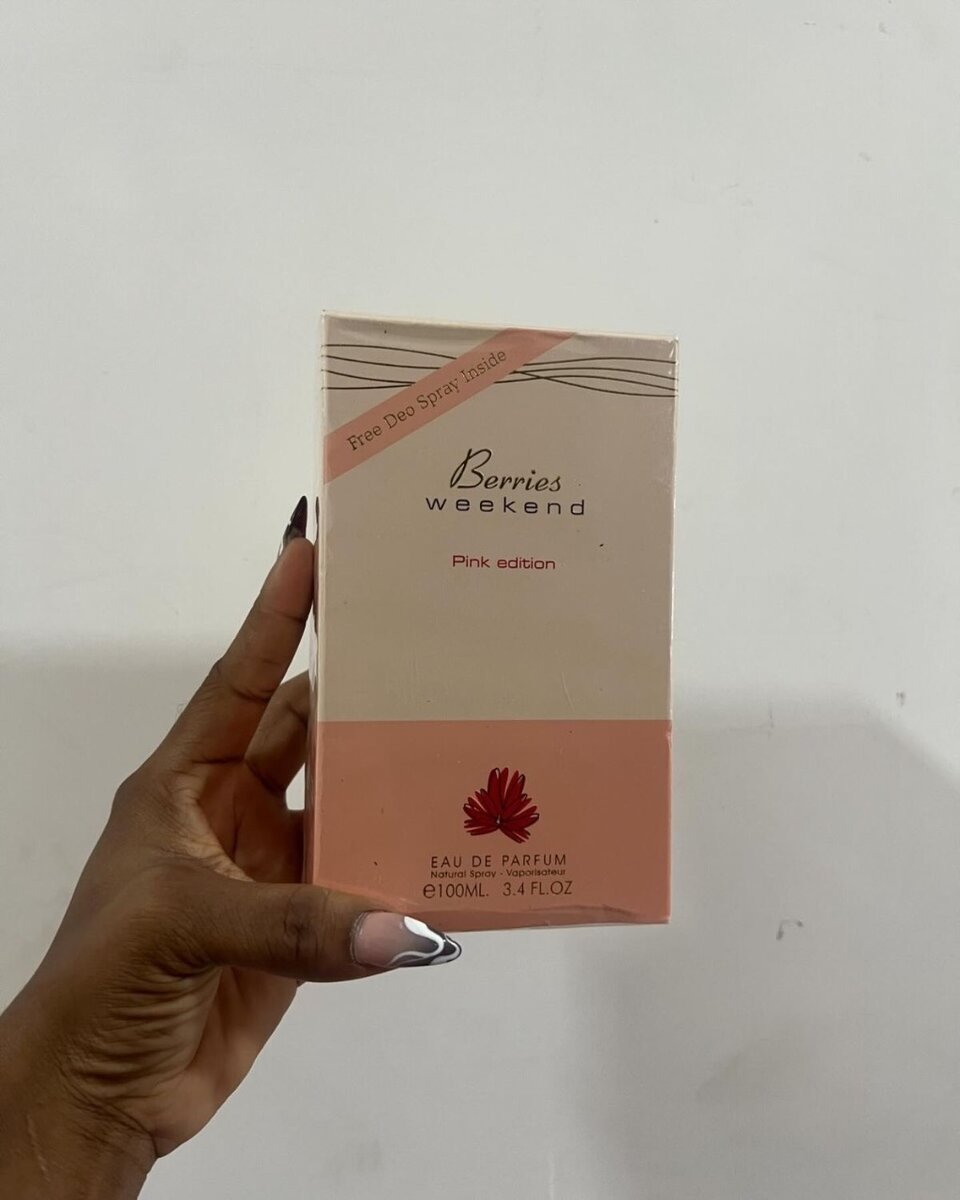 Free Deo Spray Inside
Berries
weekend
Pink edition
EAU DE PARFUM
Natural Spray - Vaporisateur
℮100ML. 3.4 FL.OZ